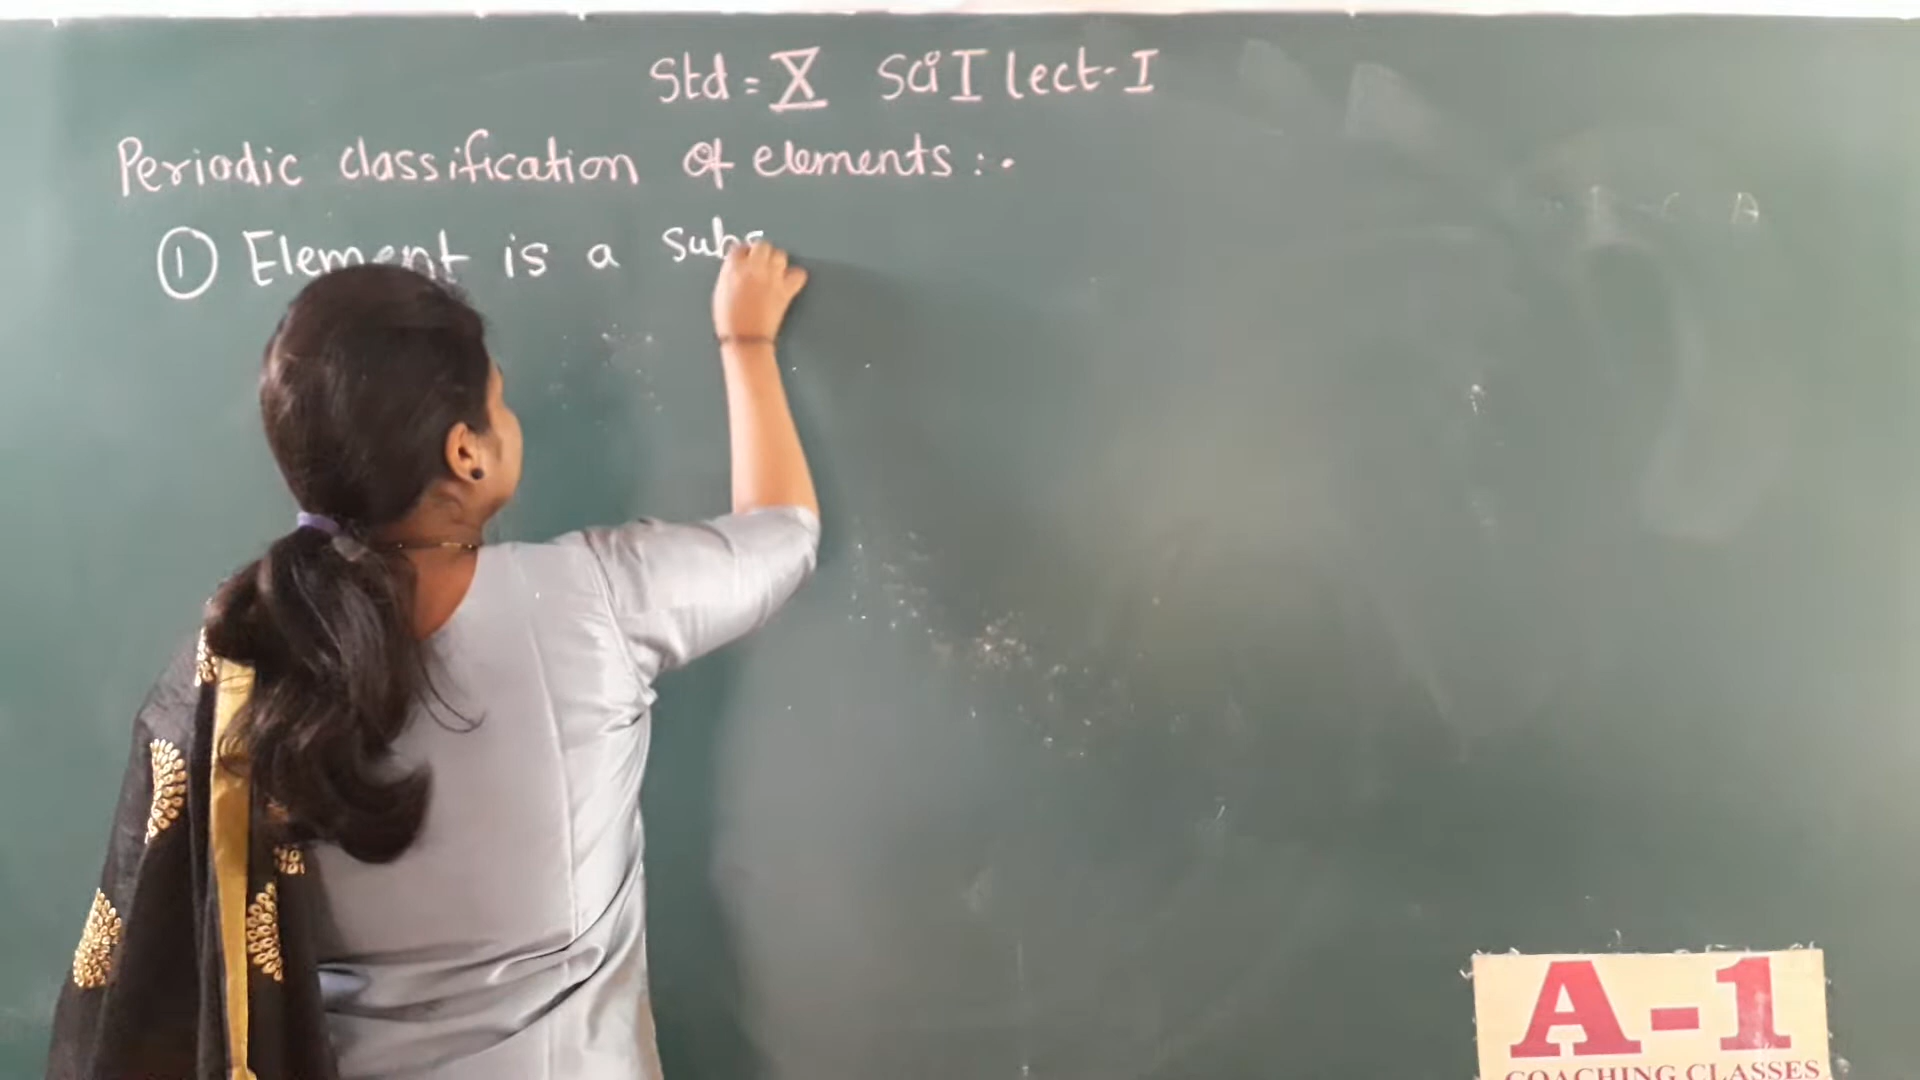 Std = X Sci I lect-I
Periodic classification of elements :-
① Element is a subs
A-1
COACHING CLASSES